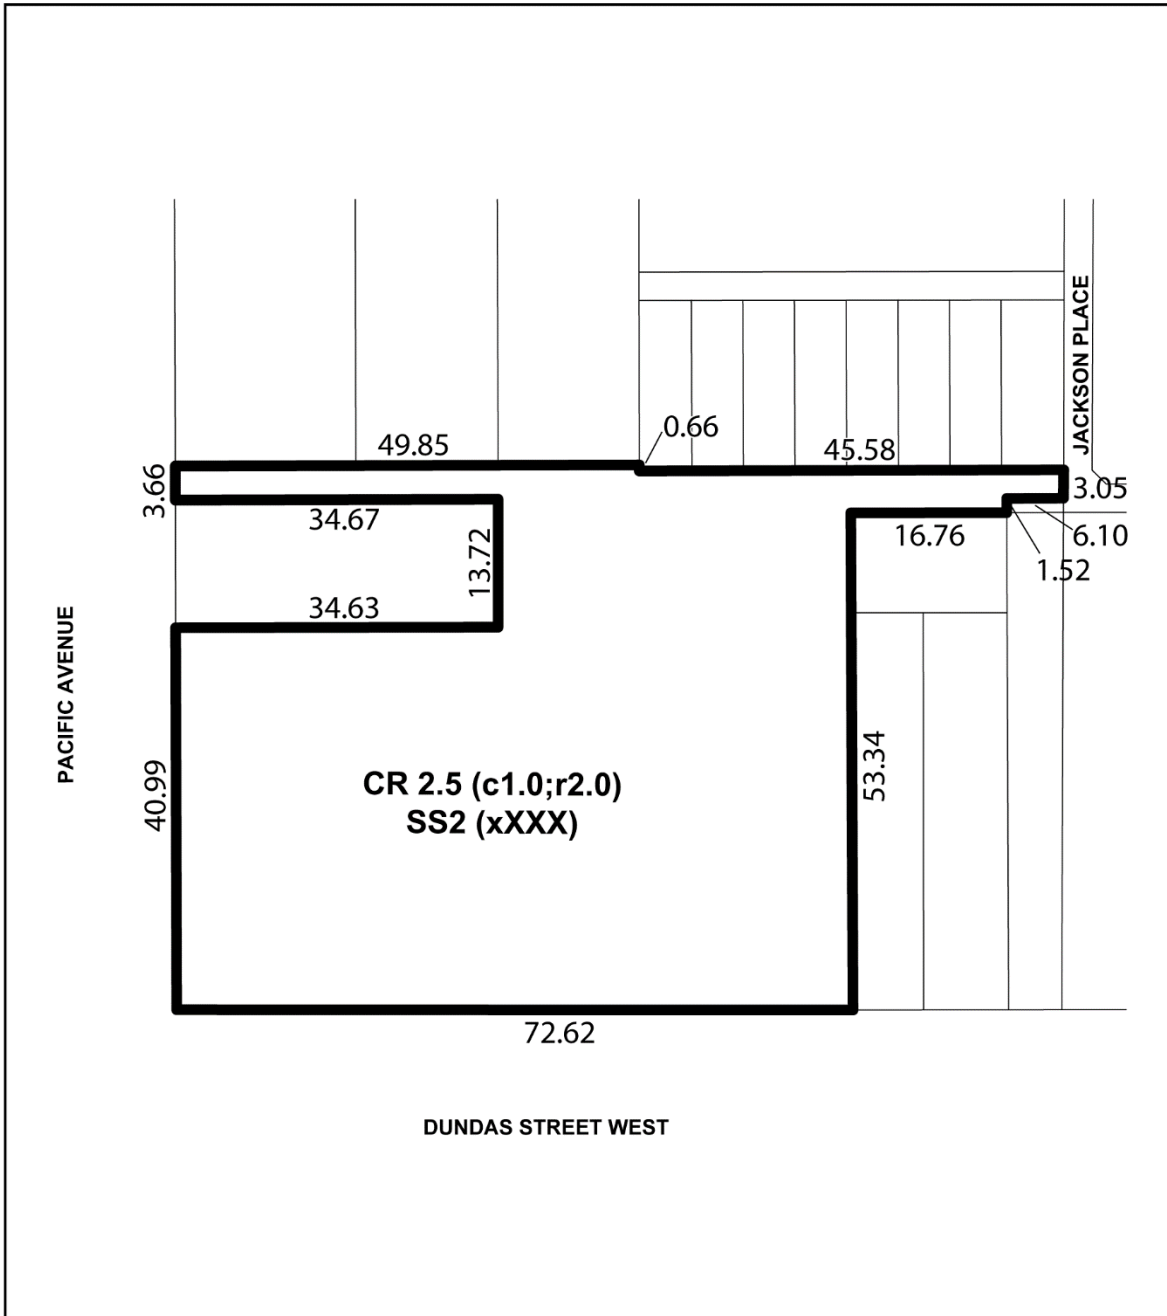 JACKSON PLACE
0.66
49.85
45.58
3.66
3.05
34.67
16.76
6.10
13.72
1.52
34.63
PACIFIC AVENUE
40.99
53.34
CR 2.5 (c1.0;r2.0)
SS2 (xXXX)
72.62
DUNDAS STREET WEST